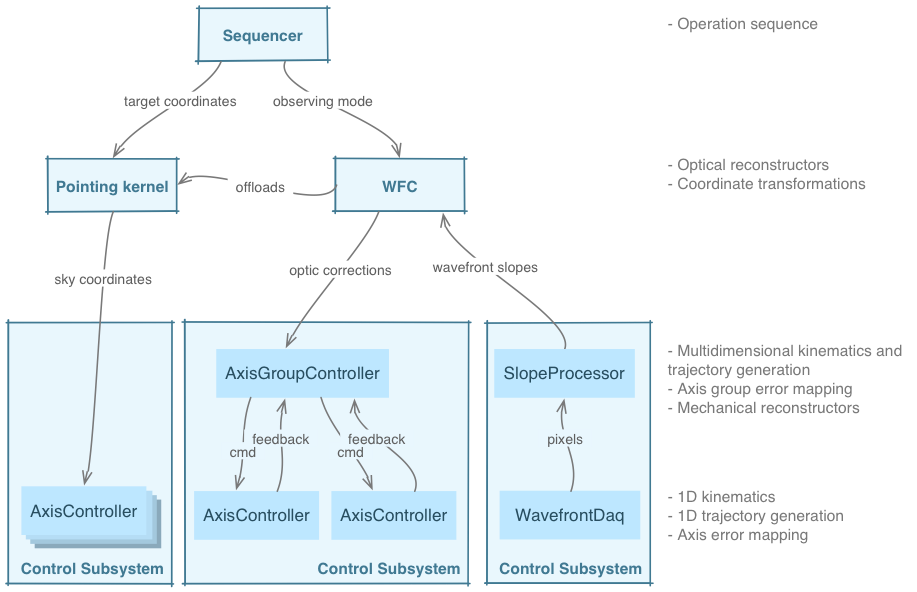 Sequencer
- Operation sequence
target coordinates
observing mode
Pointing kernel
offloads
WFC
- Optical reconstructors
- Coordinate transformations
sky coordinates
optic corrections
wavefront slopes
AxisGroupController
SlopeProcessor
- Multidimensional kinematics and
trajectory generation
- Axis group error mapping
- Mechanical reconstructors
cmd
feedback
cmd
feedback
pixels
AxisController
AxisController
AxisController
WavefrontDaq
- 1D kinematics
- 1D trajectory generation
- Axis error mapping
Control Subsystem
Control Subsystem
Control Subsystem